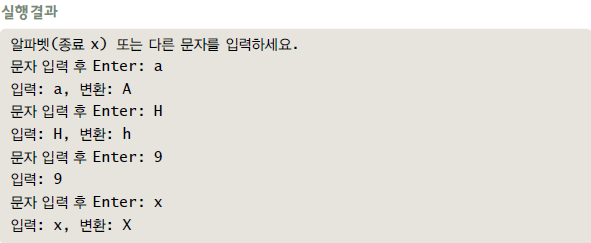 실행결과
알파벳(종료 x) 또는 다른 문자를 입력하세요.
문자 입력 후 Enter: a
입력: a, 변환: A
문자 입력 후 Enter: H
입력: H, 변환: h
문자 입력 후 Enter: 9
입력: 9
문자 입력 후 Enter: x
입력: x, 변환: X